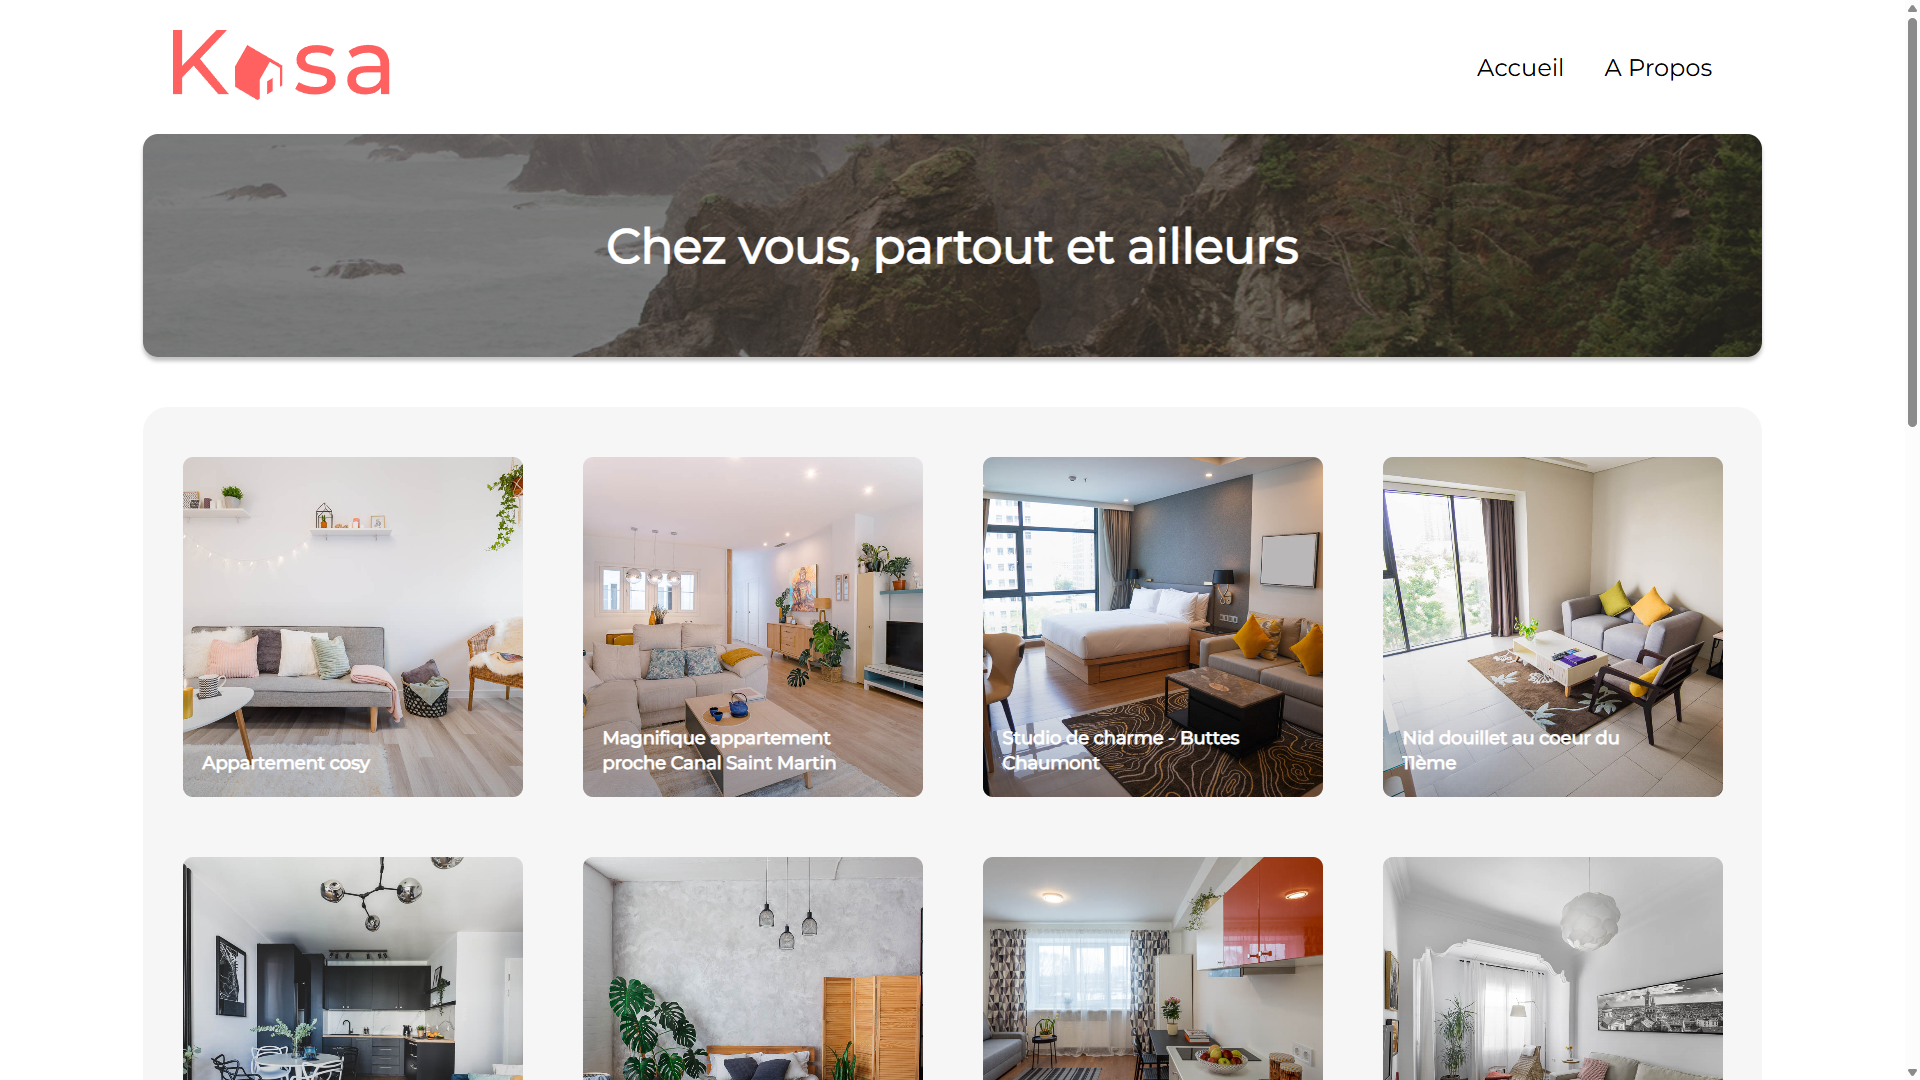 Kasa
Accueil
A Propos
Chez vous, partout et ailleurs
Appartement cosy
Magnifique appartement
proche Canal Saint Martin
Studio de charme - Buttes
Chaumont
Nid douillet au coeur du
11ème